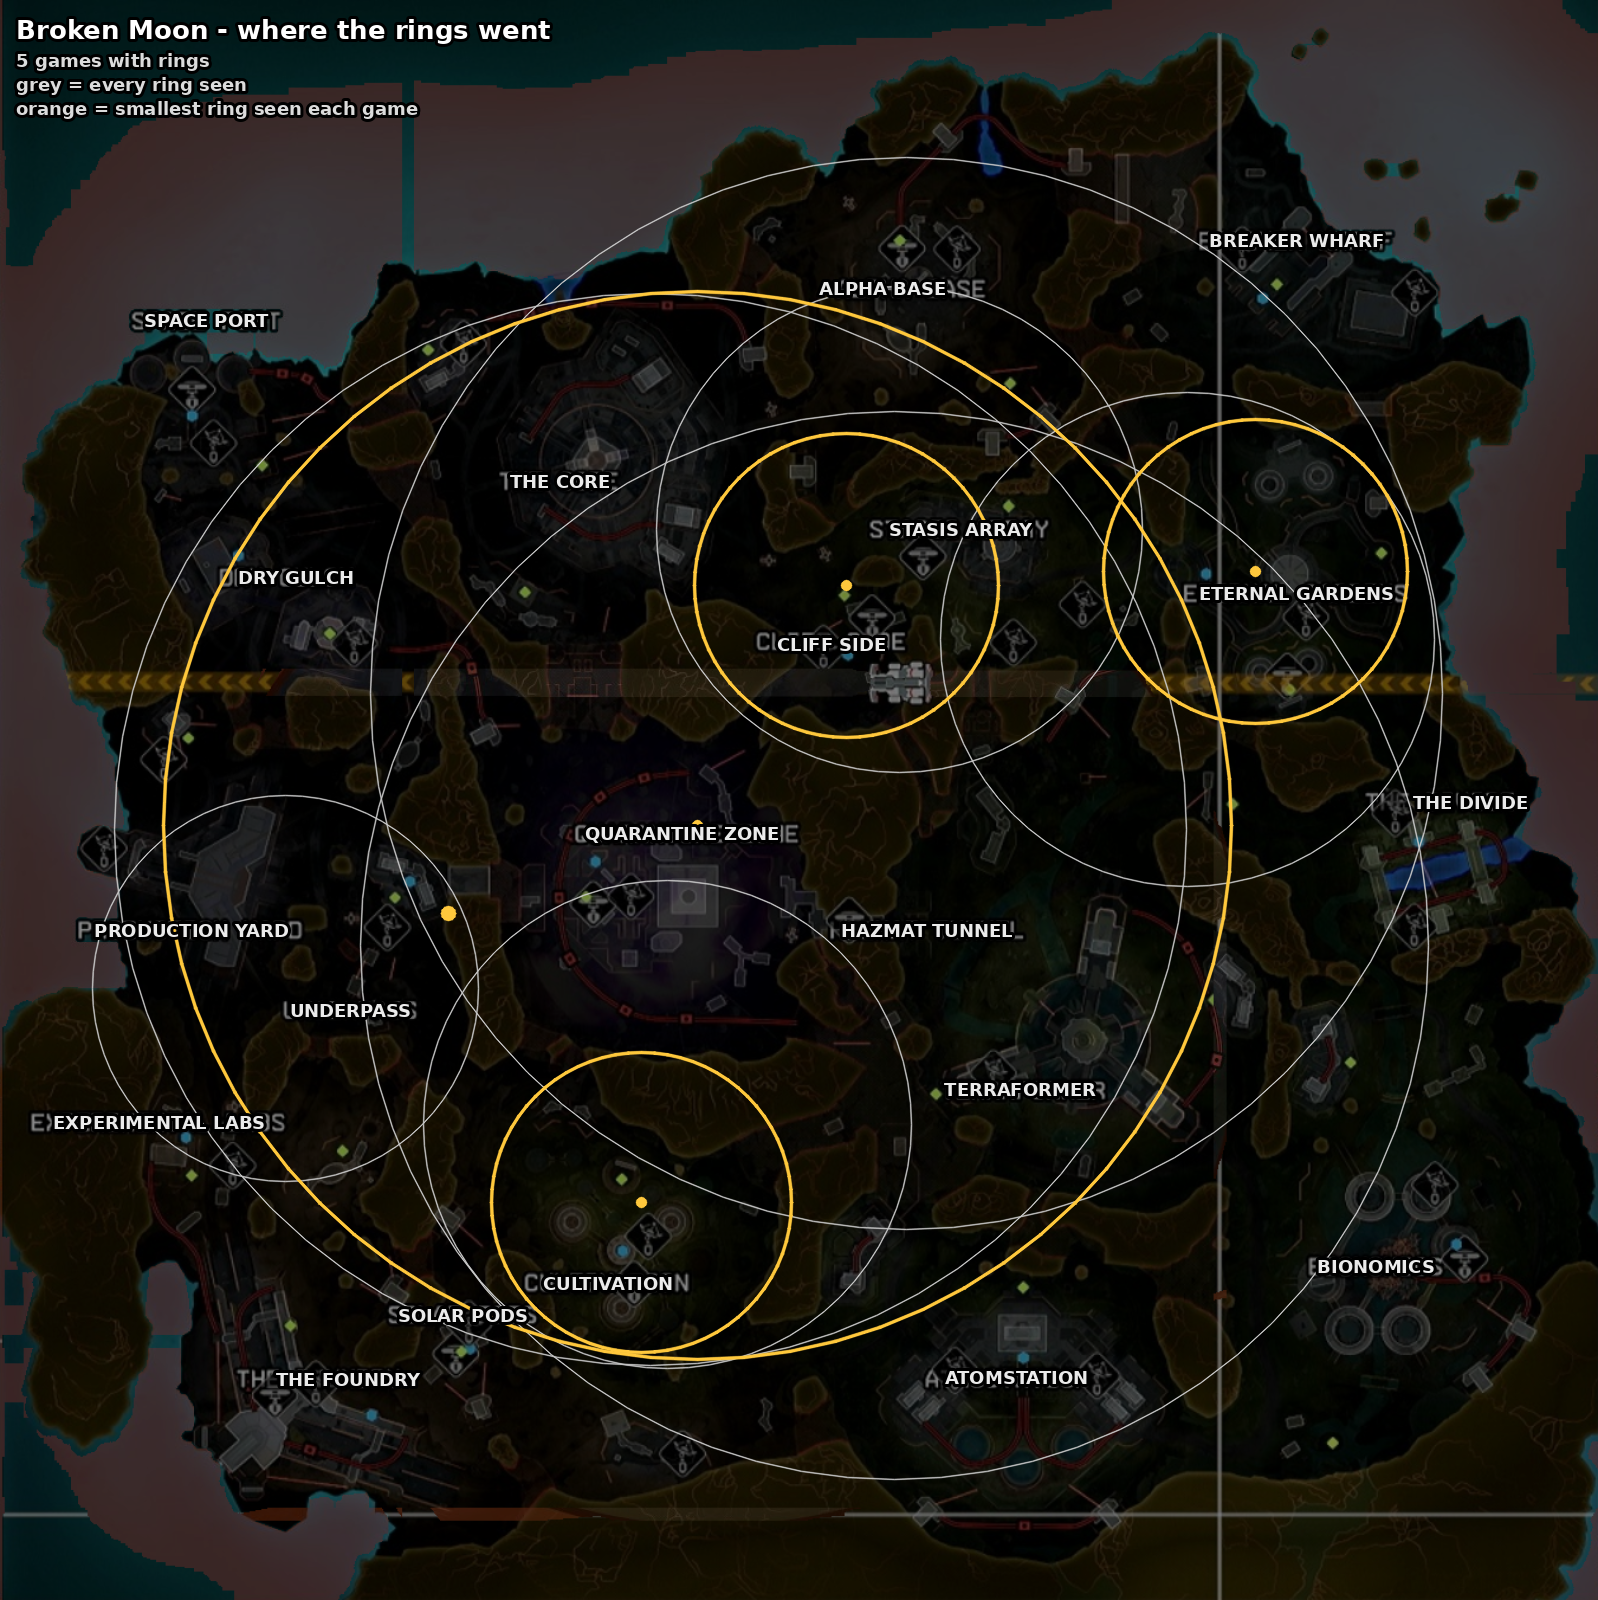 Broken Moon - where the rings went
5 games with rings
grey = every ring seen
orange = smallest ring seen each game
BREAKER WHARF
ALPHA BASE
SPACE PORT
THE CORE
STASIS ARRAY
DRY GULCH
ETERNAL GARDENS
CLIFF SIDE
THE DIVIDE
QUARANTINE ZONE
PRODUCTION YARD
HAZMAT TUNNEL
UNDERPASS
TERRAFORMER
EXPERIMENTAL LABS
BIONOMICS
CULTIVATION
SOLAR PODS
THE FOUNDRY
ATOMSTATION